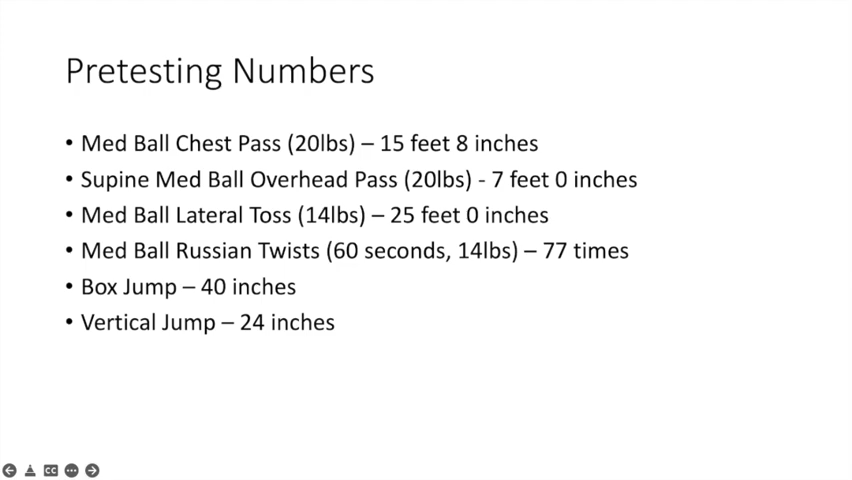 Pretesting Numbers
• Med Ball Chest Pass (20lbs) – 15 feet 8 inches
• Supine Med Ball Overhead Pass (20lbs) - 7 feet 0 inches
• Med Ball Lateral Toss (14lbs) – 25 feet 0 inches
• Med Ball Russian Twists (60 seconds, 14lbs) – 77 times
• Box Jump – 40 inches
• Vertical Jump – 24 inches
CC